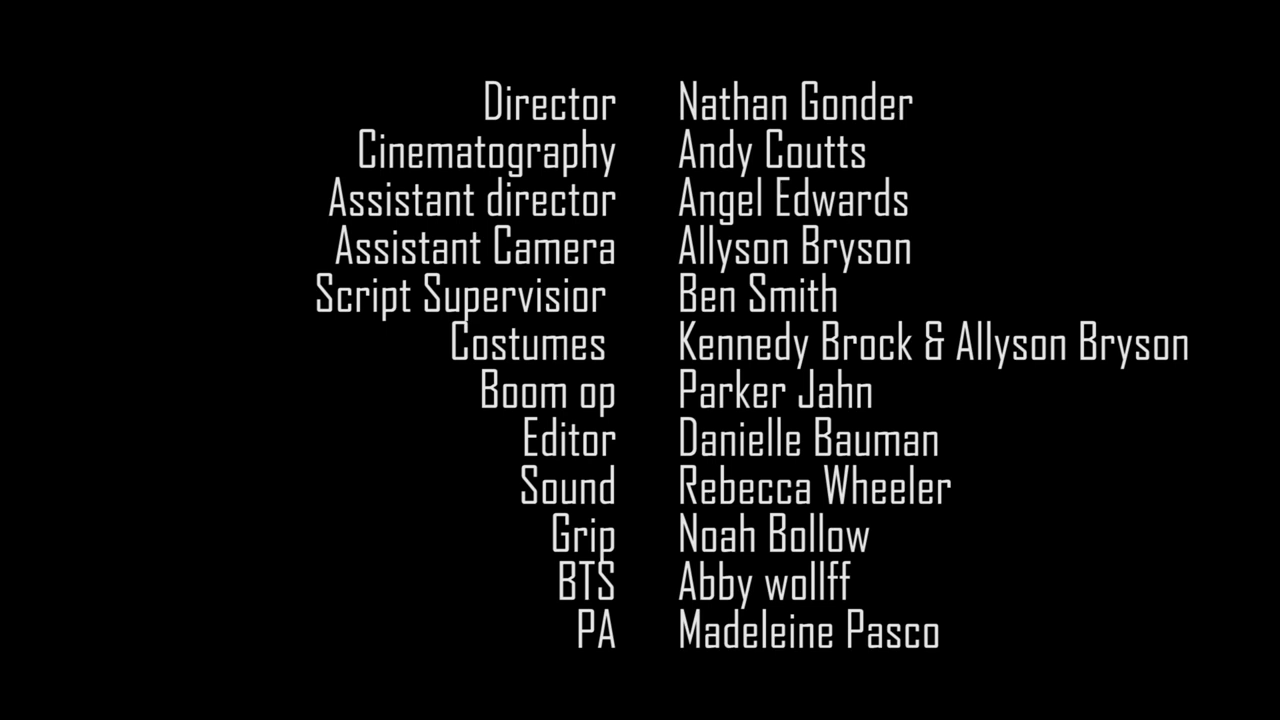 Director Nathan Gonder
Cinematography Andy Coutts
Assistant director Angel Edwards
Assistant Camera Allyson Bryson
Script Supervisior Ben Smith
Costumes Kennedy Brock & Allyson Bryson
Boom op Parker Jahn
Editor Danielle Bauman
Sound Rebecca Wheeler
Grip Noah Bollow
BTS Abby wollff
PA Madeleine Pasco